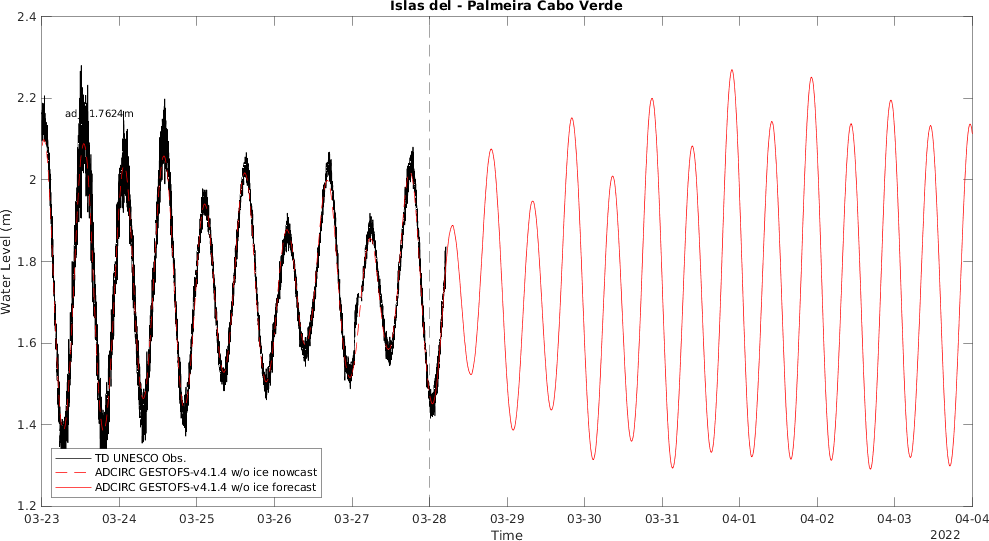 Islas del - Palmeira Cabo Verde
2.4
2.2
2
1.8
1.6
1.4
1.2
Water Level (m)
1.7624m
TD UNESCO Obs.
ADCIRC GESTOFS-v4.1.4 w/o ice nowcast
ADCIRC GESTOFS-v4.1.4 w/o ice forecast
03-23 03-24 03-25 03-26 03-27 03-28 03-29 03-30 03-31 04-01 04-02 04-03 04-04
Time
2022